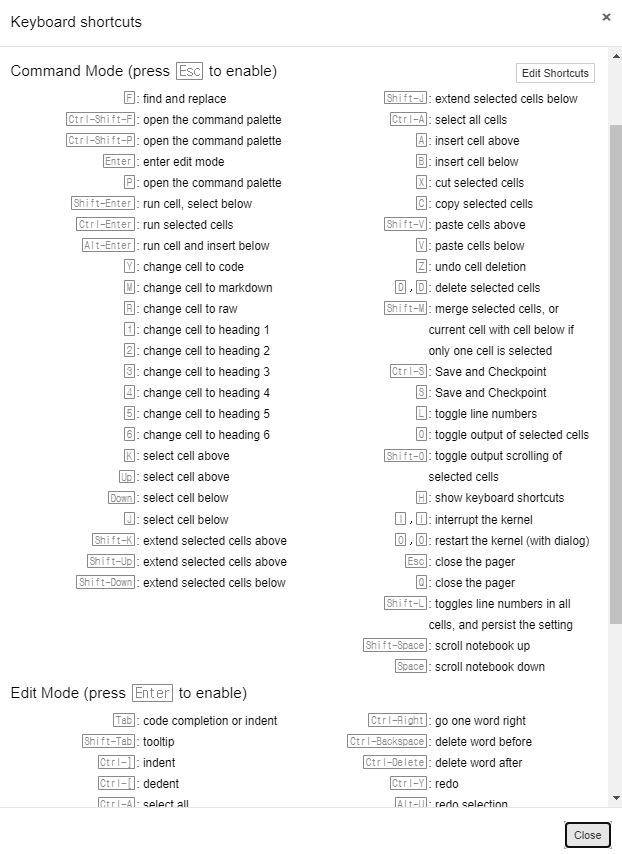 Keyboard shortcuts
×
Command Mode (press Esc to enable)
Edit Shortcuts
F : find and replace
Ctrl-Shift-F : open the command palette
Ctrl-Shift-P : open the command palette
Enter : enter edit mode
P : open the command palette
Shift-Enter : run cell, select below
Ctrl-Enter : run selected cells
Alt-Enter : run cell and insert below
Y : change cell to code
M : change cell to markdown
R : change cell to raw
1 : change cell to heading 1
2 : change cell to heading 2
3 : change cell to heading 3
4 : change cell to heading 4
5 : change cell to heading 5
6 : change cell to heading 6
K : select cell above
Up : select cell above
Down : select cell below
J : select cell below
Shift-K : extend selected cells above
Shift-Up : extend selected cells above
Shift-Down : extend selected cells below
Shift-J : extend selected cells below
Ctrl-A : select all cells
A : insert cell above
B : insert cell below
X : cut selected cells
C : copy selected cells
Shift-V : paste cells above
V : paste cells below
Z : undo cell deletion
D , D : delete selected cells
Shift-M : merge selected cells, or
current cell with cell below if
only one cell is selected
Ctrl-S : Save and Checkpoint
S : Save and Checkpoint
L : toggle line numbers
O : toggle output of selected cells
Shift-O : toggle output scrolling of
selected cells
H : show keyboard shortcuts
I , I : interrupt the kernel
0 , 0 : restart the kernel (with dialog)
Esc : close the pager
Q : close the pager
Shift-L : toggles line numbers in all
cells, and persist the setting
Shift-Space : scroll notebook up
Space : scroll notebook down
Edit Mode (press Enter to enable)
Tab : code completion or indent
Shift-Tab : tooltip
Ctrl-] : indent
Ctrl-[ : dedent
Ctrl-A : select all
Ctrl-Right : go one word right
Ctrl-Backspace : delete word before
Ctrl-Delete : delete word after
Ctrl-Y : redo
Alt-U : redo selection
Close